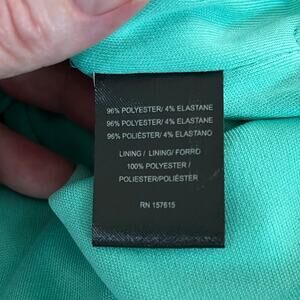 96% POLYESTER/ 4% ELASTANE
96% POLYESTER/ 4% ELASTANE
96% POLIÉSTER/ 4% ELASTANO
LINING / LINING/ FORRO
100% POLYESTER /
POLIESTER/POLIÉSTER
RN 157615